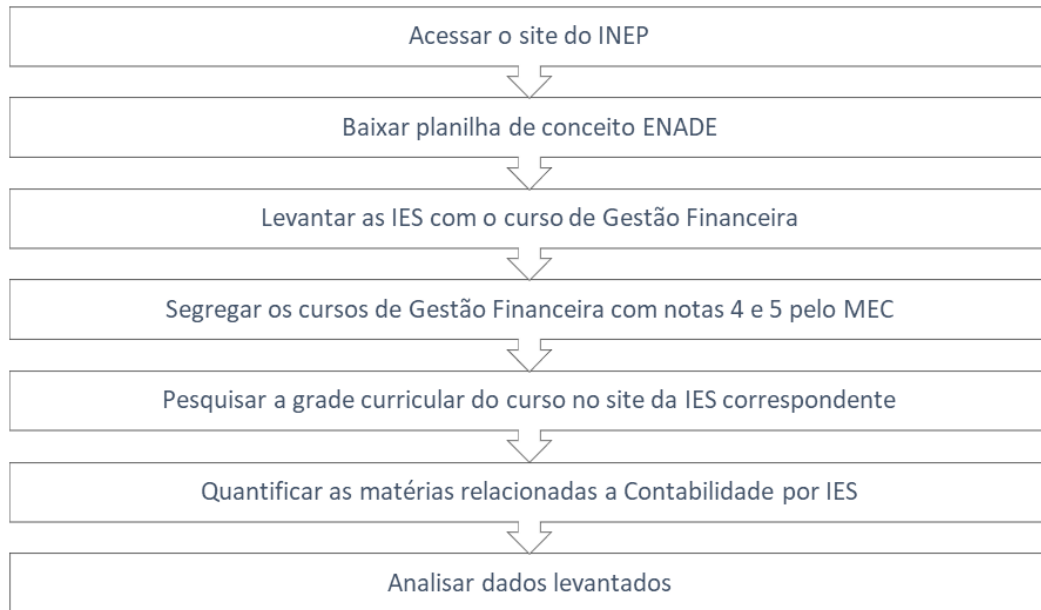 Acessar o site do INEP
Baixar planilha de conceito ENADE
Levantar as IES com o curso de Gestão Financeira
Segregar os cursos de Gestão Financeira com notas 4 e 5 pelo MEC
Pesquisar a grade curricular do curso no site da IES correspondente
Quantificar as matérias relacionadas a Contabilidade por IES
Analisar dados levantados